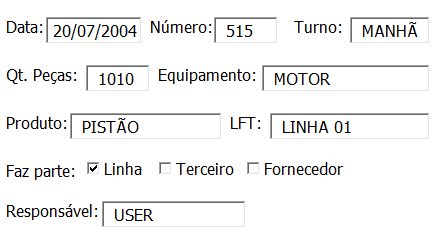 Data: 20/07/2004 Número: 515 Turno: MANHÃ
Qt. Peças: 1010 Equipamento: MOTOR
Produto: PISTÃO LFT: LINHA 01
Faz parte: Linha Terceiro Fornecedor
Responsável: USER